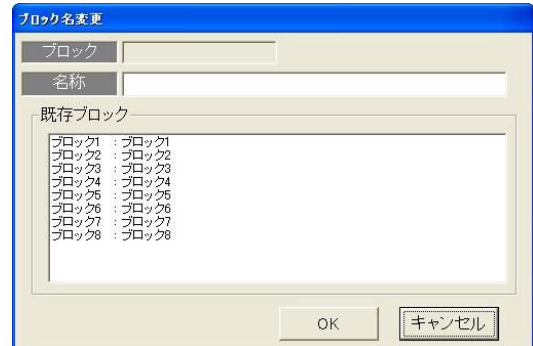 ブロック名変更
ブロック
名称
既存ブロック
ブロック1 : ブロック1
ブロック2 : ブロック2
ブロック3 : ブロック3
ブロック4 : ブロック4
ブロック5 : ブロック5
ブロック6 : ブロック6
ブロック7 : ブロック7
ブロック8 : ブロック8
OK キャンセル